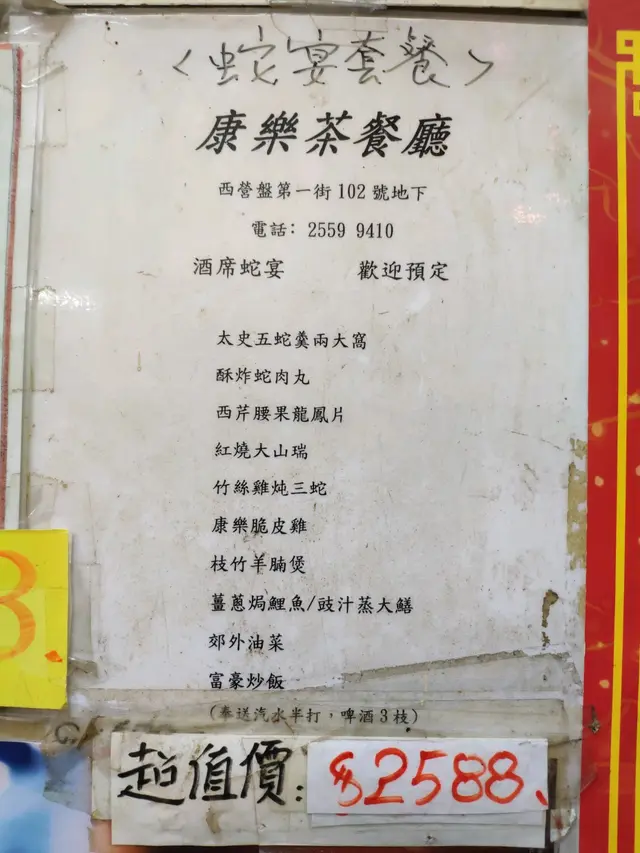 <蛇宴套餐>
康樂茶餐廳
西營盤第一街102號地下
電話: 2559 9410
酒席蛇宴 歡迎預定
太史五蛇羹兩大窩
酥炸蛇肉丸
西芹腰果龍鳳片
紅燒大山瑞
竹絲雞炖三蛇
康樂脆皮雞
枝竹羊腩煲
薑蔥焗鯉魚/豉汁蒸大鱔
郊外油菜
富豪炒飯
(奉送汽水半打,啤酒3枝)
超值價: $2588.
3.